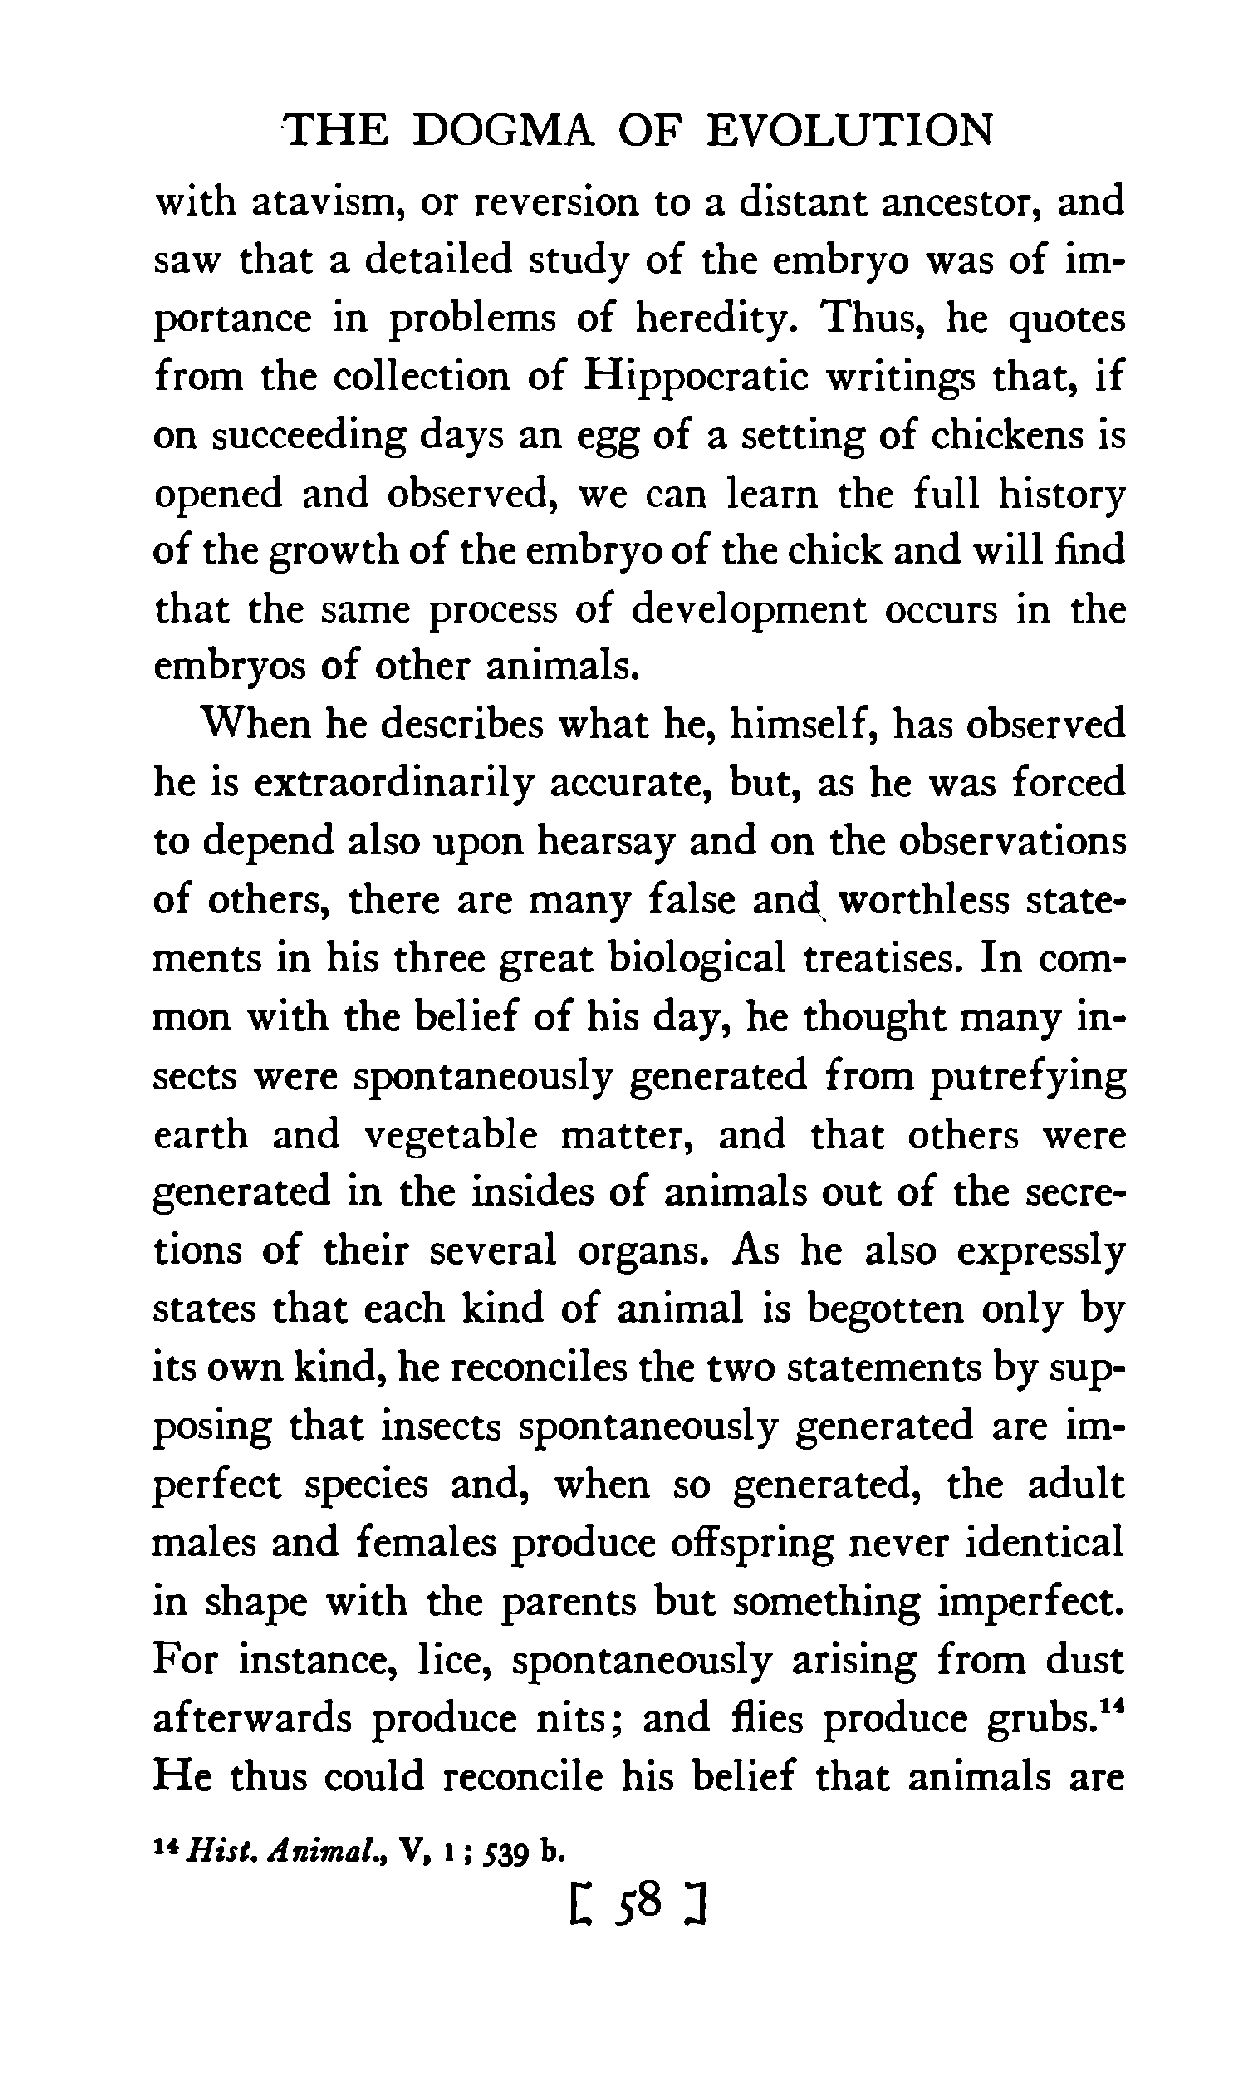 THE DOGMA OF EVOLUTION
with atavism, or reversion to a distant ancestor, and
saw that a detailed study of the embryo was of im-
portance in problems of heredity. Thus, he quotes
from the collection of Hippocratic writings that, if
on succeeding days an egg of a setting of chickens is
opened and observed, we can learn the full history
of the growth of the embryo of the chick and will find
that the same process of development occurs in the
embryos of other animals.
When he describes what he, himself, has observed
he is extraordinarily accurate, but, as he was forced
to depend also upon hearsay and on the observations
of others, there are many false and worthless state-
ments in his three great biological treatises. In com-
mon with the belief of his day, he thought many in-
sects were spontaneously generated from putrefying
earth and vegetable matter, and that others were
generated in the insides of animals out of the secre-
tions of their several organs. As he also expressly
states that each kind of animal is begotten only by
its own kind, he reconciles the two statements by sup-
posing that insects spontaneously generated are im-
perfect species and, when so generated, the adult
males and females produce offspring never identical
in shape with the parents but something imperfect.
For instance, lice, spontaneously arising from dust
afterwards produce nits; and flies produce grubs.¹⁴
He thus could reconcile his belief that animals are
¹⁴ Hist. Animal., V, 1; 539 b.
[ 58 ]